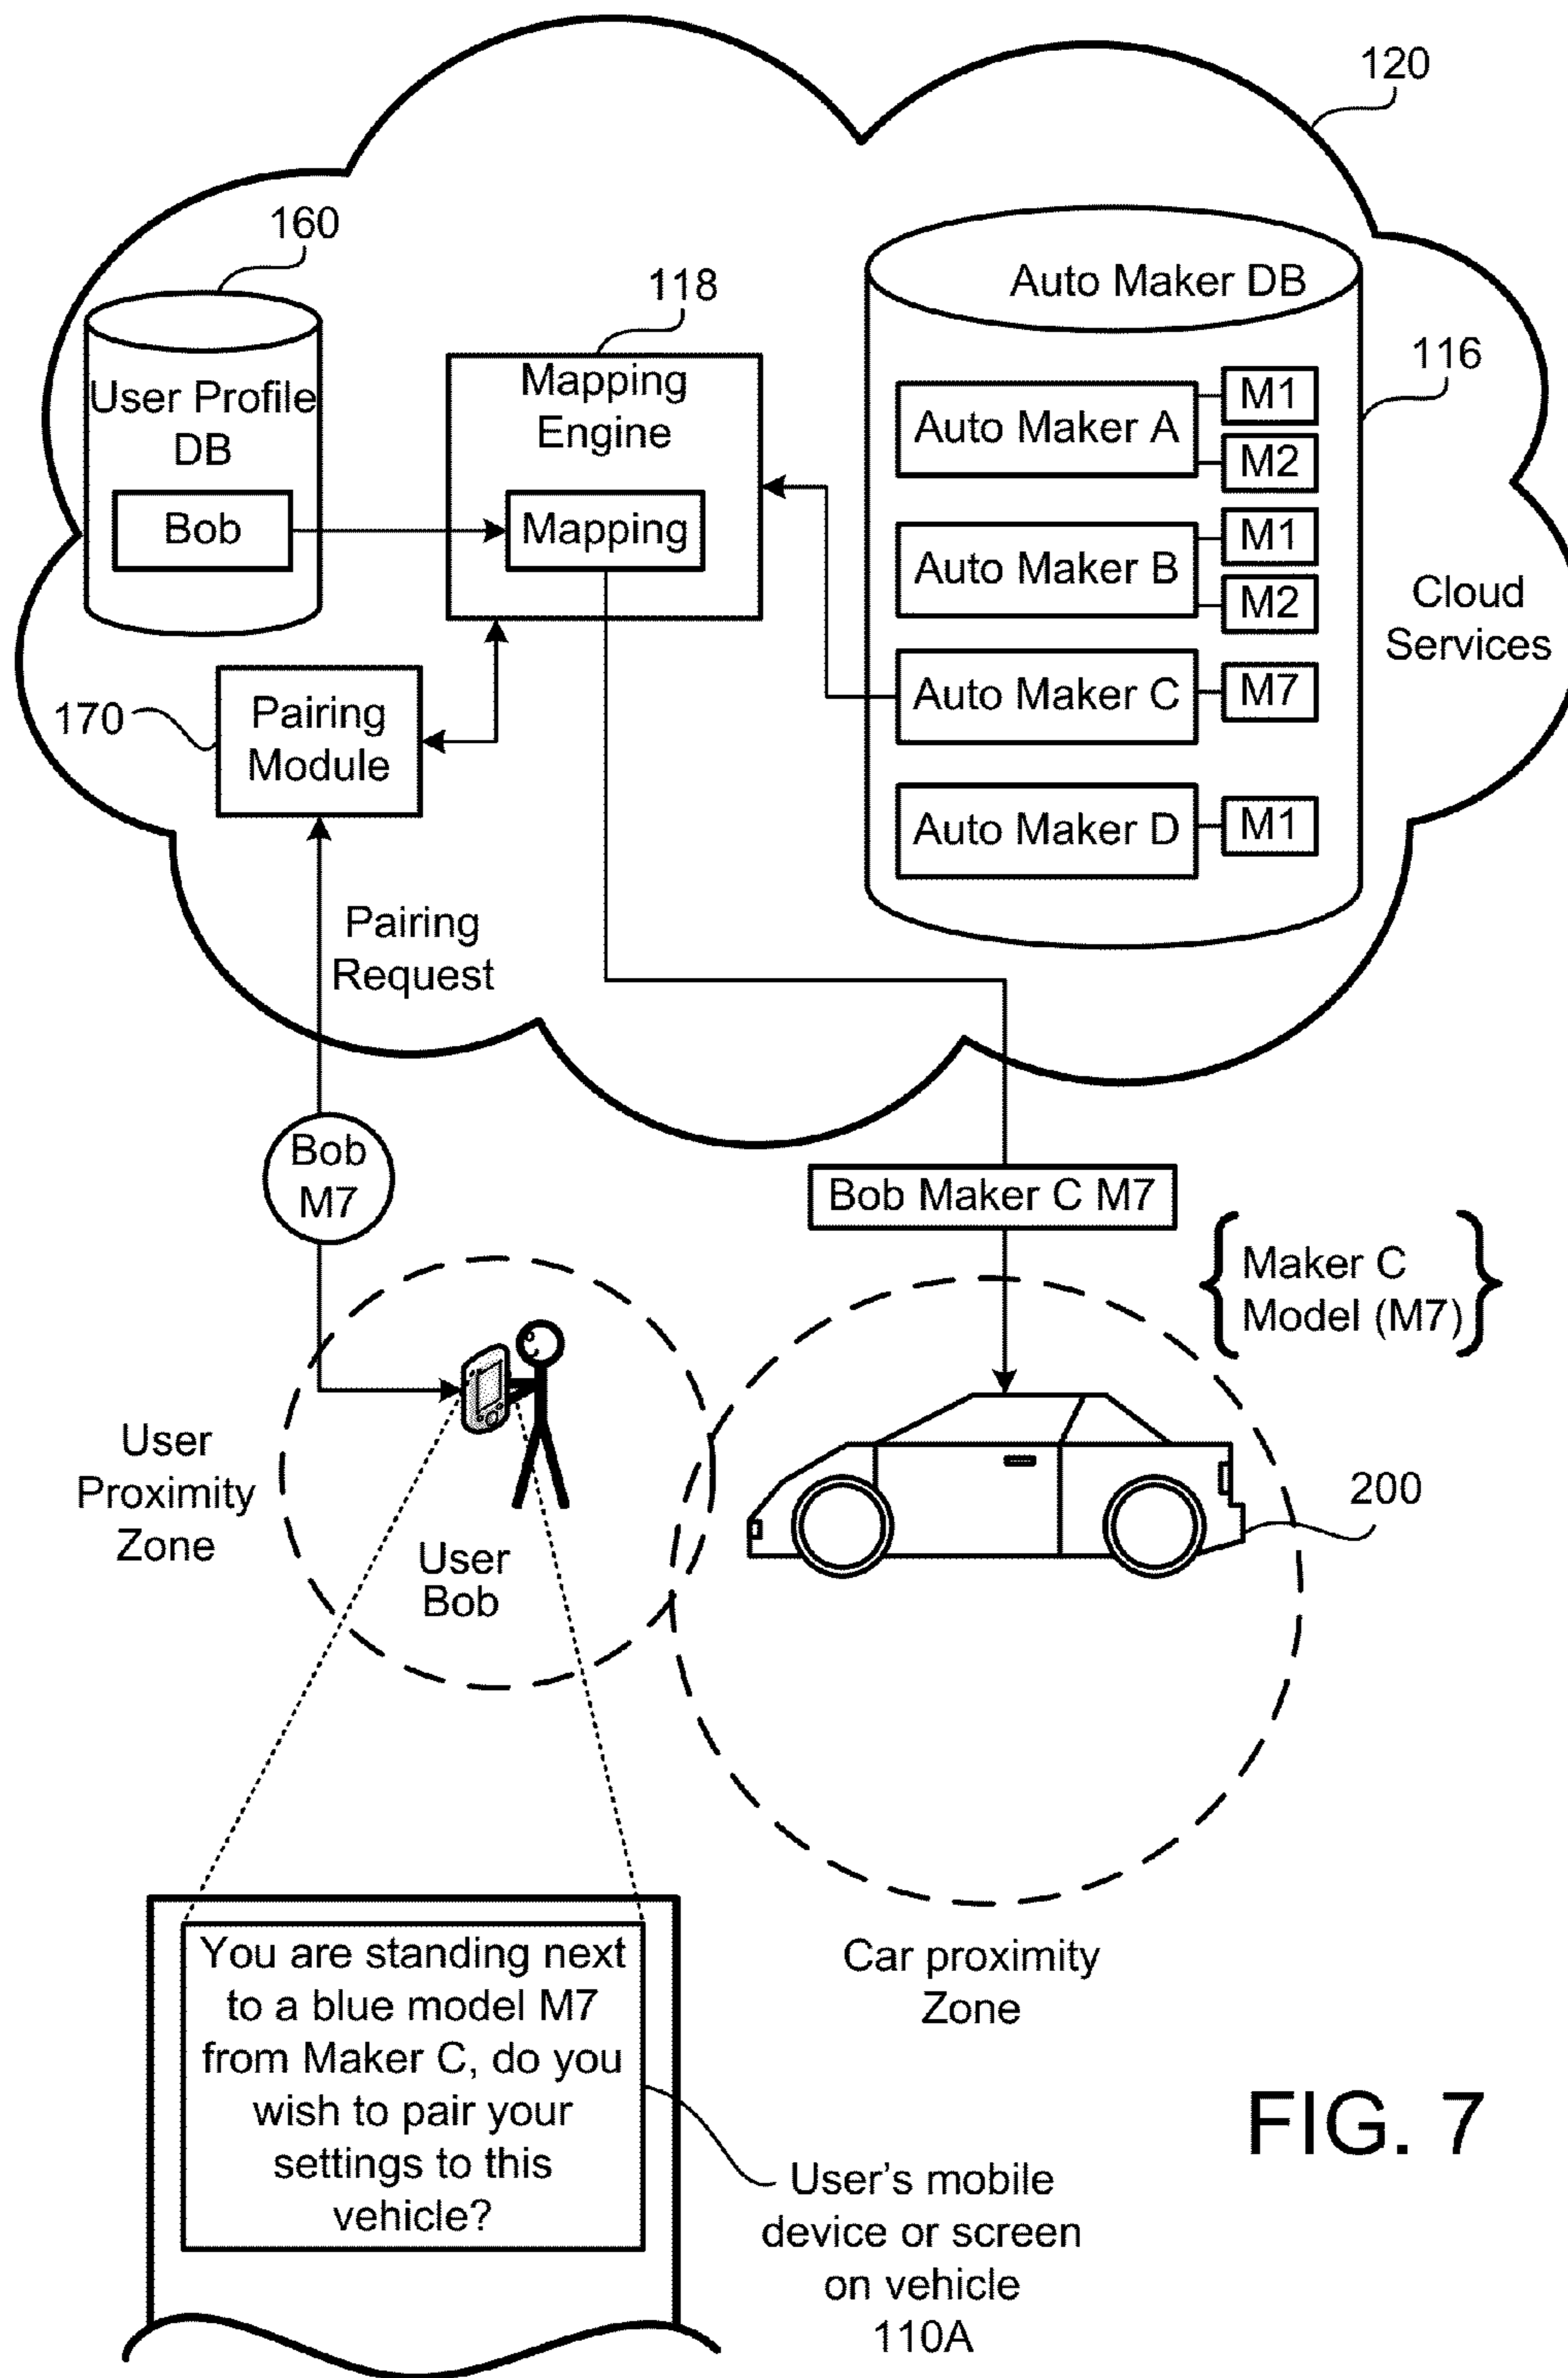 120
160
118
Auto Maker DB
116
User Profile
DB
Bob
Mapping
Engine
Mapping
Auto Maker A
M1
M2
Auto Maker B
M1
M2
Auto Maker C
M7
Auto Maker D
M1
Cloud
Services
170
Pairing
Module
Pairing
Request
Bob
M7
Bob Maker C M7
Maker C
Model (M7)
User
Proximity
Zone
User
Bob
200
Car proximity
Zone
You are standing next
to a blue model M7
from Maker C, do you
wish to pair your
settings to this
vehicle?
User's mobile
device or screen
on vehicle
110A
FIG. 7